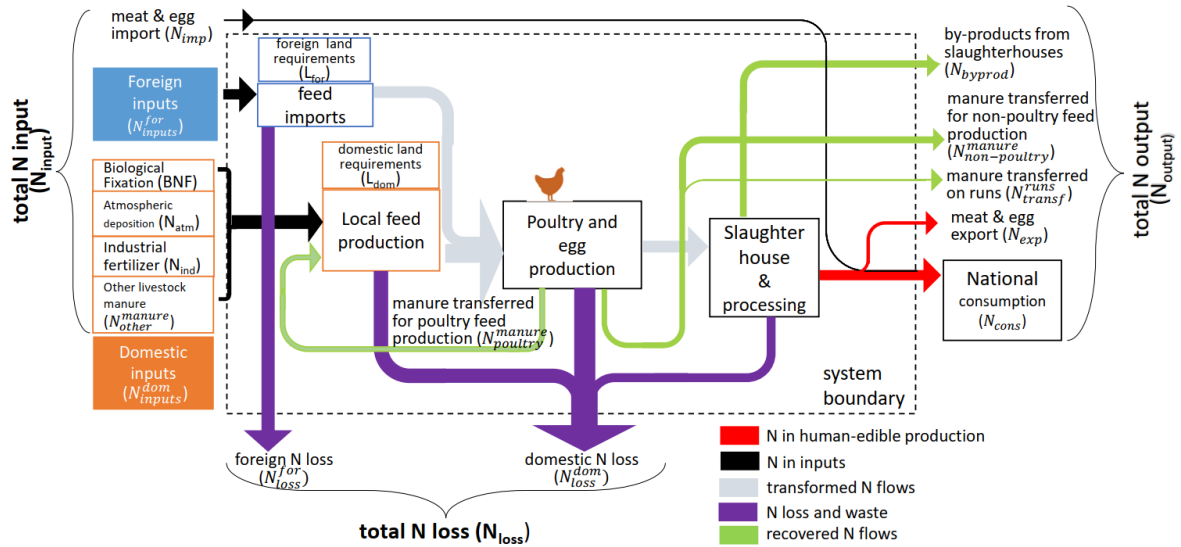 total N input
(N_input)
meat & egg
import (N_imp)
Foreign
inputs
(N_inputs^for)
Biological
Fixation (BNF)
Atmospheric
deposition (N_atm)
Industrial
fertilizer (N_ind)
Other livestock
manure
(N_other^manure)
Domestic
inputs
(N_inputs^dom)
foreign land
requirements
(L_for)
feed
imports
domestic land
requirements
(L_dom)
Local feed
production
Poultry and
egg
production
Slaughter
house
&
processing
manure transferred
for poultry feed
production (N_poultry^manure)
system
boundary
by-products from
slaughterhouses
(N_byprod)
manure transferred
for non-poultry feed
production
(N_non-poultry^manure)
manure transferred
on runs (N_transf^runs)
meat & egg
export (N_exp)
National
consumption
(N_cons)
total N output
(N_output)
foreign N loss
(N_loss^for)
domestic N loss
(N_loss^dom)
total N loss (N_loss)
N in human-edible production
N in inputs
transformed N flows
N loss and waste
recovered N flows